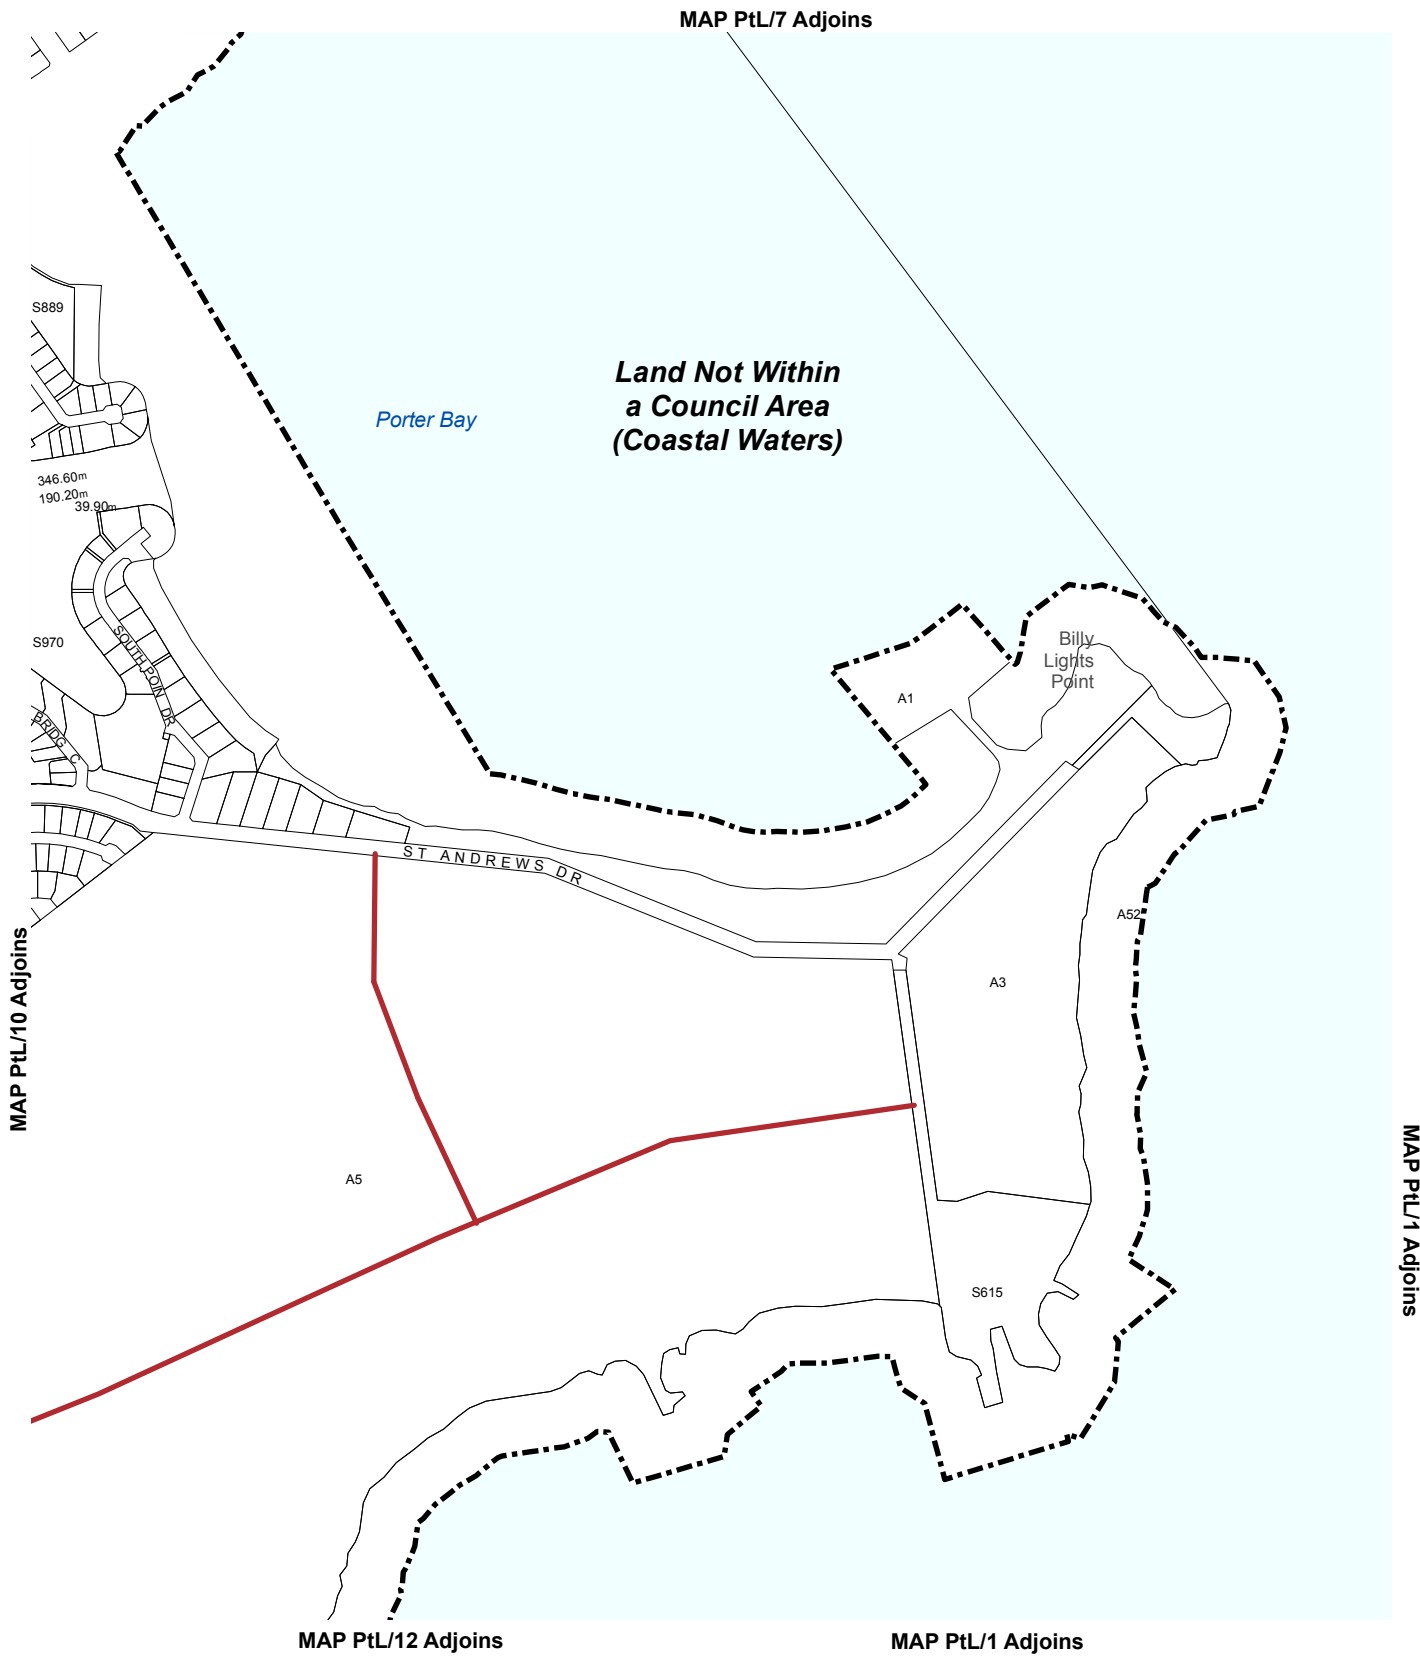 MAP PtL/7 Adjoins
S889
Land Not Within
a Council Area
(Coastal Waters)
Porter Bay
346.60m
190.20m
39.90m
Billy
Lights
Point
S970
SOUTH POIN DR
A1
BRIDG C
ST ANDREWS DR
A52
A3
MAP PtL/10 Adjoins
A5
MAP PtL/1 Adjoins
S615
MAP PtL/12 Adjoins
MAP PtL/1 Adjoins